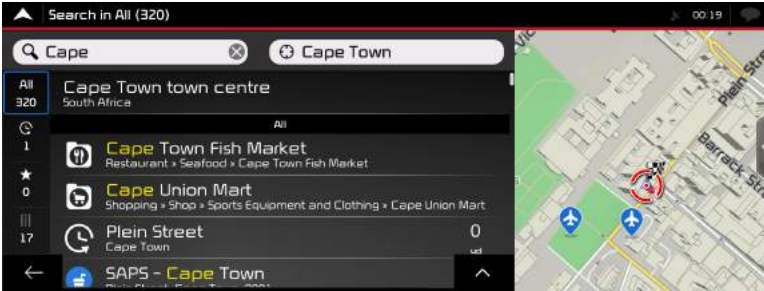 Search in All (320)
00:19
Cape
Cape Town
All
320
1
0
17
Cape Town town centre
South Africa
All
Cape Town Fish Market
Restaurant » Seafood » Cape Town Fish Market
Cape Union Mart
Shopping » Shop » Sports Equipment and Clothing » Cape Union Mart
Plein Street
Cape Town
0
yd
SAPS - Cape Town
Plein Street
Barrack Street